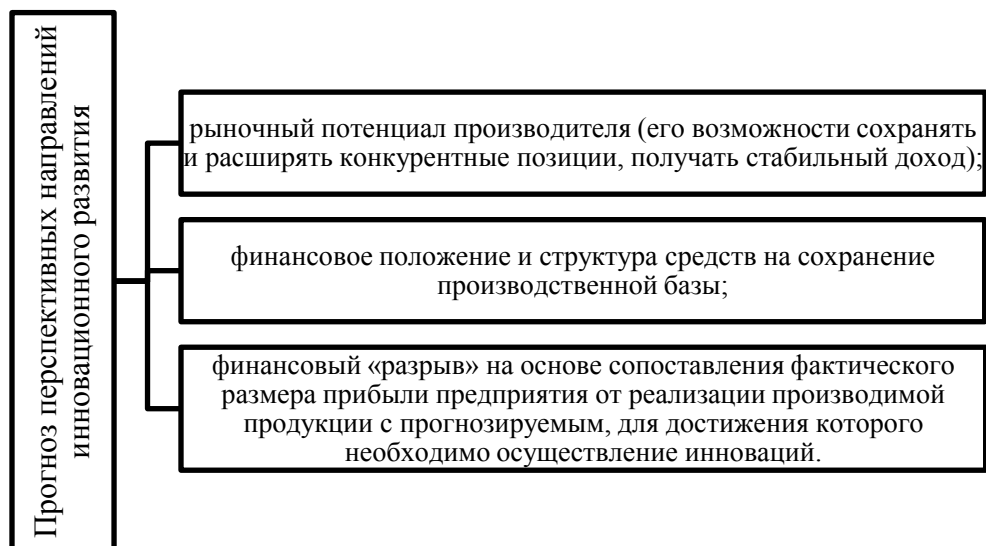 Прогноз перспективных направлений
инновационного развития
рыночный потенциал производителя (его возможности сохранять
и расширять конкурентные позиции, получать стабильный доход);
финансовое положение и структура средств на сохранение
производственной базы;
финансовый «разрыв» на основе сопоставления фактического
размера прибыли предприятия от реализации производимой
продукции с прогнозируемым, для достижения которого
необходимо осуществление инноваций.